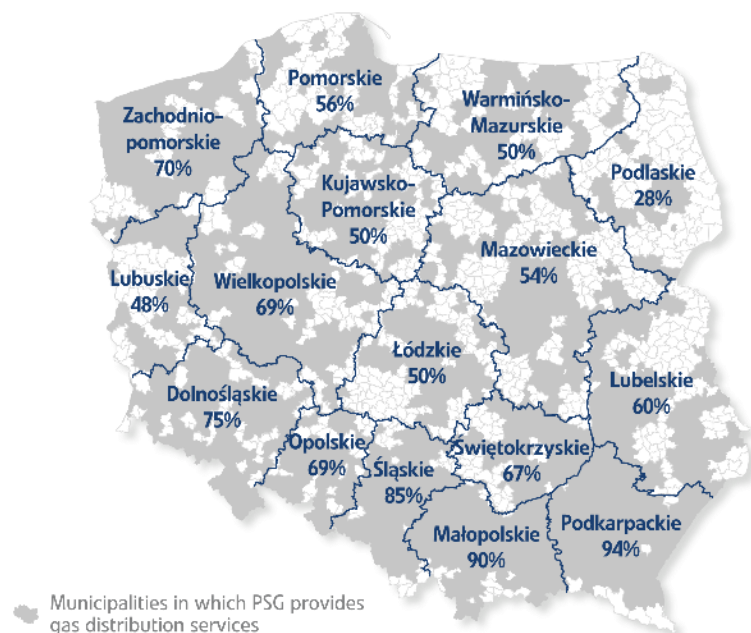 Pomorskie
56%
Warmińsko-
Mazurskie
50%
Zachodnio-
pomorskie
70%
Podlaskie
28%
Kujawsko-
Pomorskie
50%
Mazowieckie
54%
Lubuskie
48%
Wielkopolskie
69%
Łódzkie
50%
Lubelskie
60%
Dolnośląskie
75%
Opolskie
69%
Śląskie
85%
Świętokrzyskie
67%
Małopolskie
90%
Podkarpackie
94%
Municipalities in which PSG provides
gas distribution services